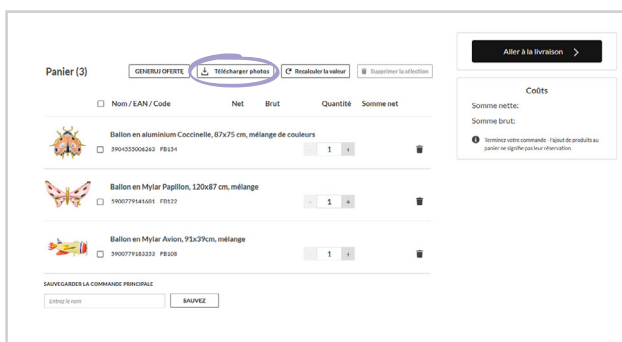 Aller à la livraison
Panier (3)
GENERUJ OFERTE
Télécharger photos
Recalculer la valeur
Supprimer la sélection
Coûts
Somme nette:
Somme brut:
Terminez votre commande - l'ajout de produits au
panier ne signifie pas leur réservation.
Nom / EAN / Code Net Brut Quantité Somme net
Ballon en aluminium Coccinelle, 87x75 cm, mélange de couleurs
FB154
- 1 +
Ballon en Mylar Papillon, 120x87 cm, mélange
5900779141681 FB122
- 1 +
Ballon en Mylar Avion, 91x39cm, mélange
5900779183353 FB108
- 1 +
SAUVEGARDER LA COMMANDE PRINCIPALE
Entrez le nom
SAUVEZ